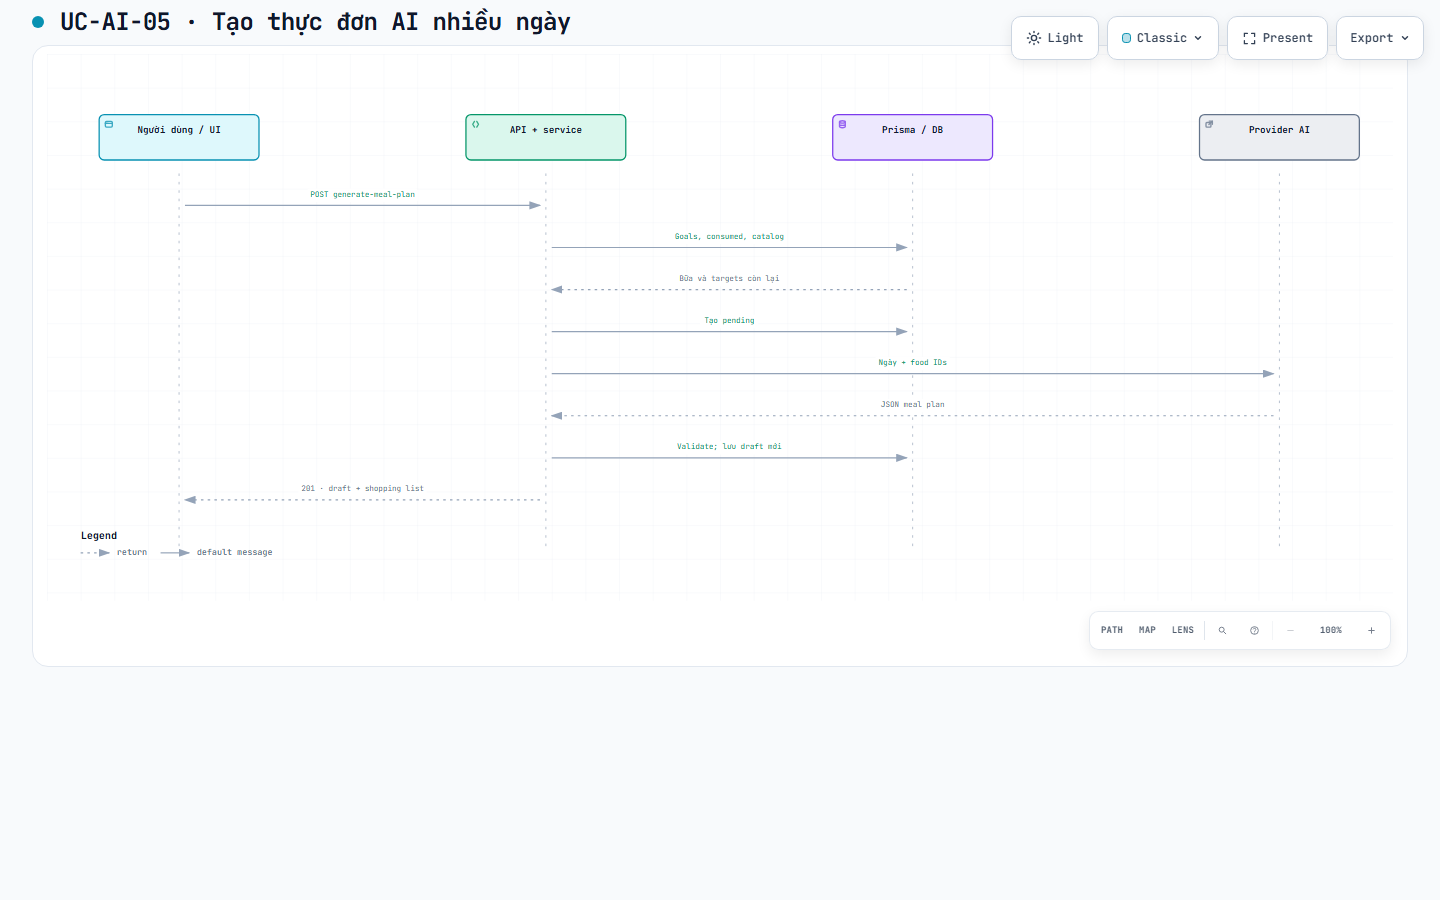 UC-AI-05 · Tạo thực đơn AI nhiều ngày
Light
Classic
Present
Export
Người dùng / UI
API + service
Prisma / DB
Provider AI
POST generate-meal-plan
Goals, consumed, catalog
Bữa và targets còn lại
Tạo pending
Ngày + food IDs
JSON meal plan
Validate; lưu draft mới
201 · draft + shopping list
Legend
return
default message
PATH
MAP
LENS
− 100% +